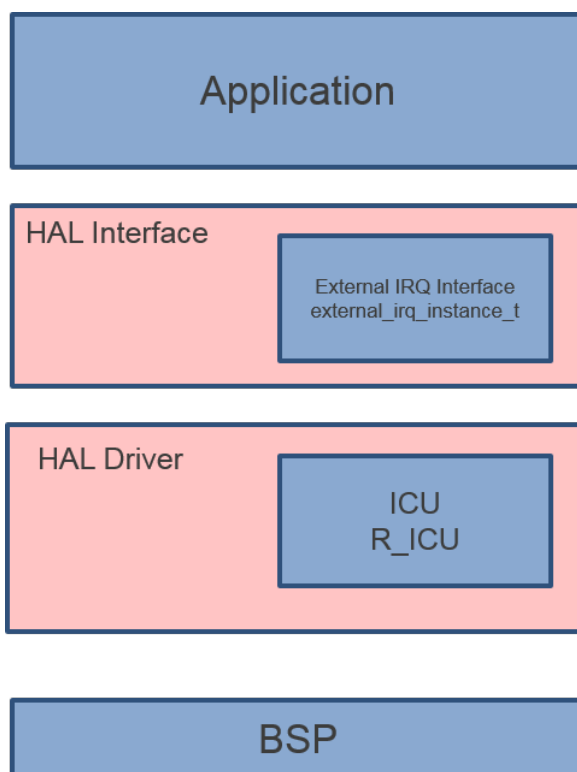 Application
HAL Interface
External IRQ Interface
external_irq_instance_t
HAL Driver
ICU
R_ICU
BSP